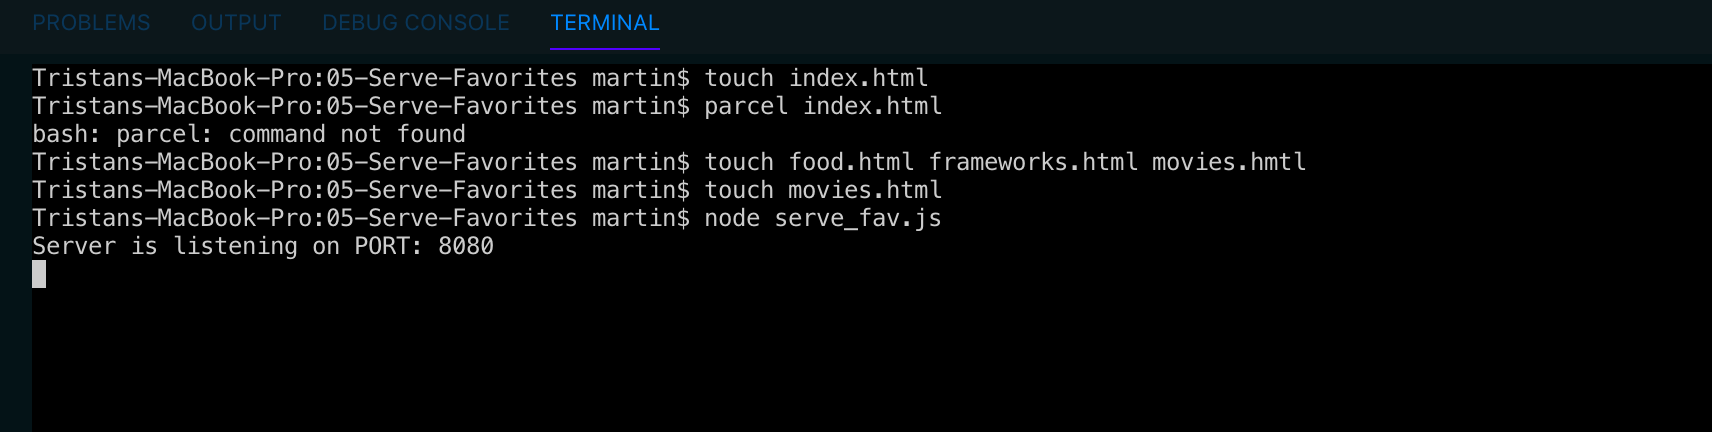 PROBLEMS OUTPUT DEBUG CONSOLE TERMINAL
Tristans-MacBook-Pro:05-Serve-Favorites martin$ touch index.html
Tristans-MacBook-Pro:05-Serve-Favorites martin$ parcel index.html
bash: parcel: command not found
Tristans-MacBook-Pro:05-Serve-Favorites martin$ touch food.html frameworks.html movies.hmtl
Tristans-MacBook-Pro:05-Serve-Favorites martin$ touch movies.html
Tristans-MacBook-Pro:05-Serve-Favorites martin$ node serve_fav.js
Server is listening on PORT: 8080